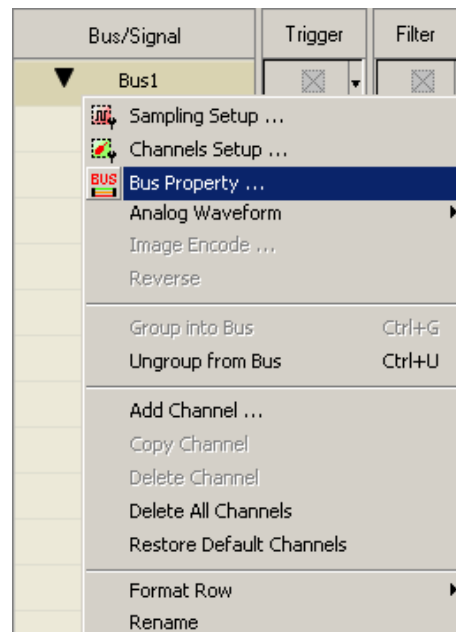 Bus/Signal Trigger Filter
Bus1
Sampling Setup ...
Channels Setup ...
BUS Bus Property ...
Analog Waveform
Image Encode ...
Reverse
Group into Bus Ctrl+G
Ungroup from Bus Ctrl+U
Add Channel ...
Copy Channel
Delete Channel
Delete All Channels
Restore Default Channels
Format Row
Rename